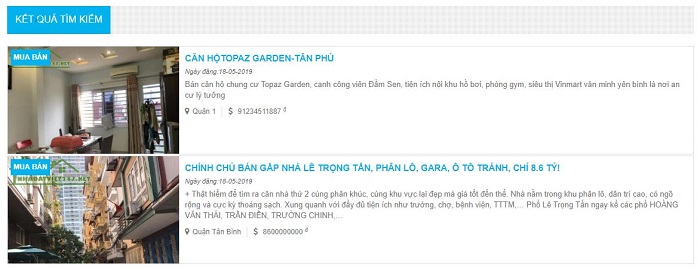 KẾT QUẢ TÌM KIẾM
MUA BÁN
CĂN HỘTOPAZ GARDEN-TÂN PHÚ
Ngày đăng:18-05-2019
Bán căn hộ chung cư Topaz Garden, cạnh công viên Đầm Sen, tiện ích nội khu hồ bơi, phòng gym, siêu thị Vinmart văn minh yên bình là nơi an
cư lý tưởng
Quận 1 $ 91234511887 đ
MUA BÁN
NHADATVIET247.NET
CHÍNH CHỦ BÁN GẤP NHÀ LÊ TRỌNG TẤN, PHÂN LÔ, GARA, Ô TÔ TRÁNH, CHỈ 8.6 TỶ!
Ngày đăng:18-05-2019
+ Thật hiếm để tìm ra căn nhà thứ 2 cùng phân khúc, cùng khu vực lại đẹp mà giá tốt đến thế. Nhà nằm trong khu phân lô, dân trí cao, có ngõ
rộng và cực kỳ thoáng sạch. Xung quanh với đầy đủ tiện ích như trường, chợ, bệnh viện, TTTM,... Phố Lê Trọng Tấn ngay kề các phố HOÀNG
VĂN THÁI, TRẦN ĐIỀN, TRƯỜNG CHINH,...
Quận Tân Bình $ 8600000000 đ